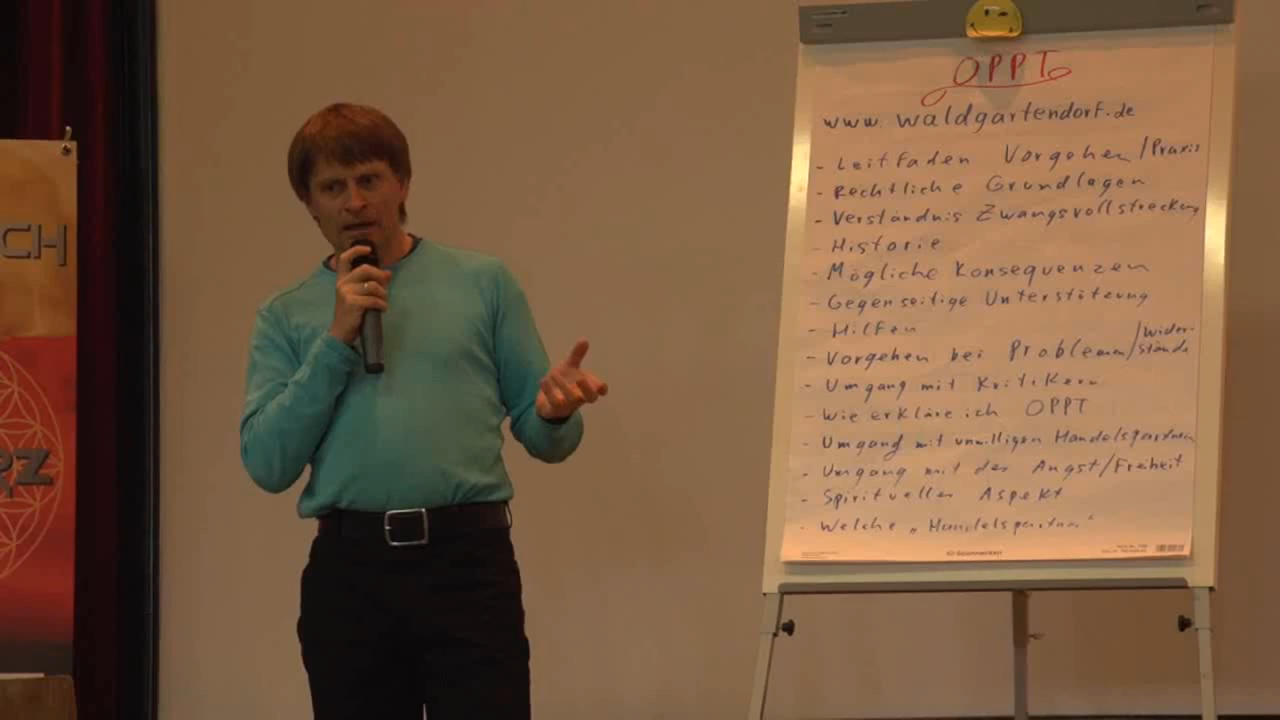 CH
RZ
OPPT
www.waldgartendorf.de
- Leitfaden Vorgehen/Praxis
- Rechtliche Grundlagen
- Verständnis Zwangsvollstreckung
- Historie
- Mögliche Konsequenzen
- Gegenseitige Unterstützung
- Hilfen
- Vorgehen bei Problemen/Widerstände
- Umgang mit Kritikern
- Wie erkläre ich OPPT
- Umgang mit unwilligen Handelspartnern
- Umgang mit der Angst/Freiheit
- Spiritueller Aspekt
- Welche „Handelspartner"